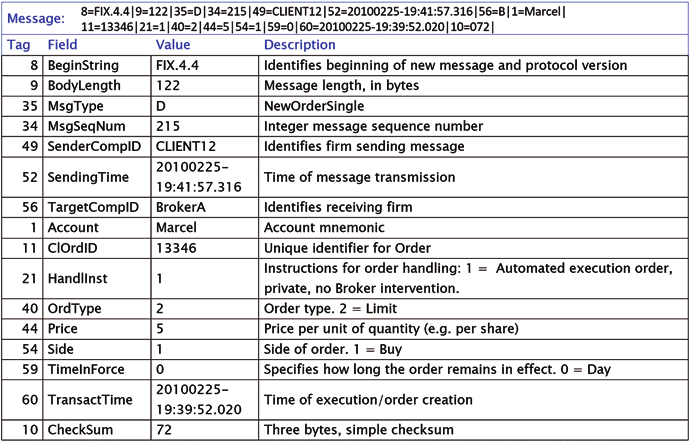 Message: 8=FIX.4.4|9=122|35=D|34=215|49=CLIENT12|52=20100225-19:41:57.316|56=B|1=Marcel|
11=13346|21=1|40=2|44=5|54=1|59=0|60=20100225-19:39:52.020|10=072|
Tag Field Value Description
8 BeginString FIX.4.4 Identifies beginning of new message and protocol version
9 BodyLength 122 Message length, in bytes
35 MsgType D NewOrderSingle
34 MsgSeqNum 215 Integer message sequence number
49 SenderCompID CLIENT12 Identifies firm sending message
52 SendingTime 20100225-
19:41:57.316 Time of message transmission
56 TargetCompID BrokerA Identifies receiving firm
1 Account Marcel Account mnemonic
11 ClOrdID 13346 Unique identifier for Order
21 HandlInst 1 Instructions for order handling: 1 = Automated execution order,
private, no Broker intervention.
40 OrdType 2 Order type. 2 = Limit
44 Price 5 Price per unit of quantity (e.g. per share)
54 Side 1 Side of order. 1 = Buy
59 TimeInForce 0 Specifies how long the order remains in effect. 0 = Day
60 TransactTime 20100225-
19:39:52.020 Time of execution/order creation
10 CheckSum 72 Three bytes, simple checksum